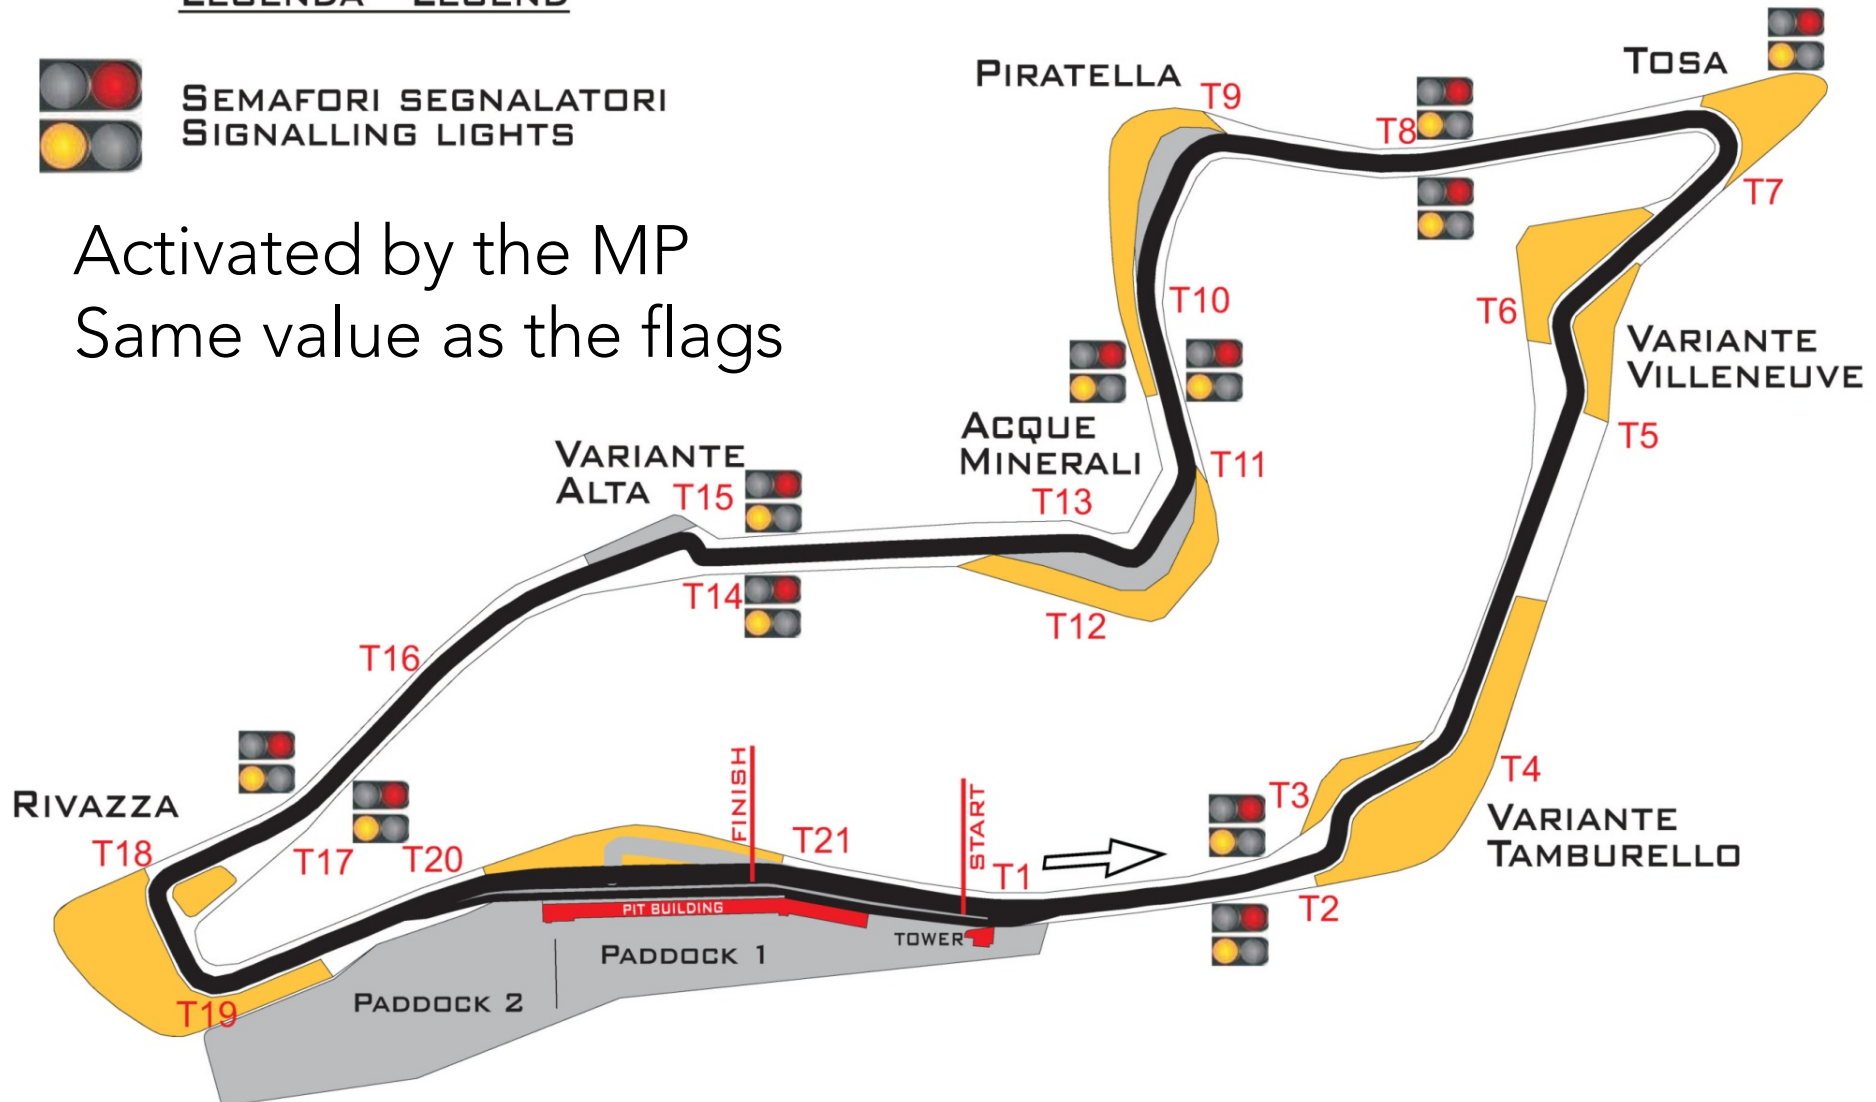 LEGENDA - LEGEND
SEMAFORI SEGNALATORI
SIGNALLING LIGHTS
Activated by the MP
Same value as the flags
PIRATELLA
T9
T8
TOSA
T7
T10
T6
VARIANTE
VILLENEUVE
T5
ACQUE
MINERALI
T11
T13
T12
VARIANTE
ALTA
T15
T14
T16
RIVAZZA
T18
T17
T20
FINISH
T21
START
T1
T3
T4
VARIANTE
TAMBURELLO
T2
PIT BUILDING
TOWER
PADDOCK 1
PADDOCK 2
T19